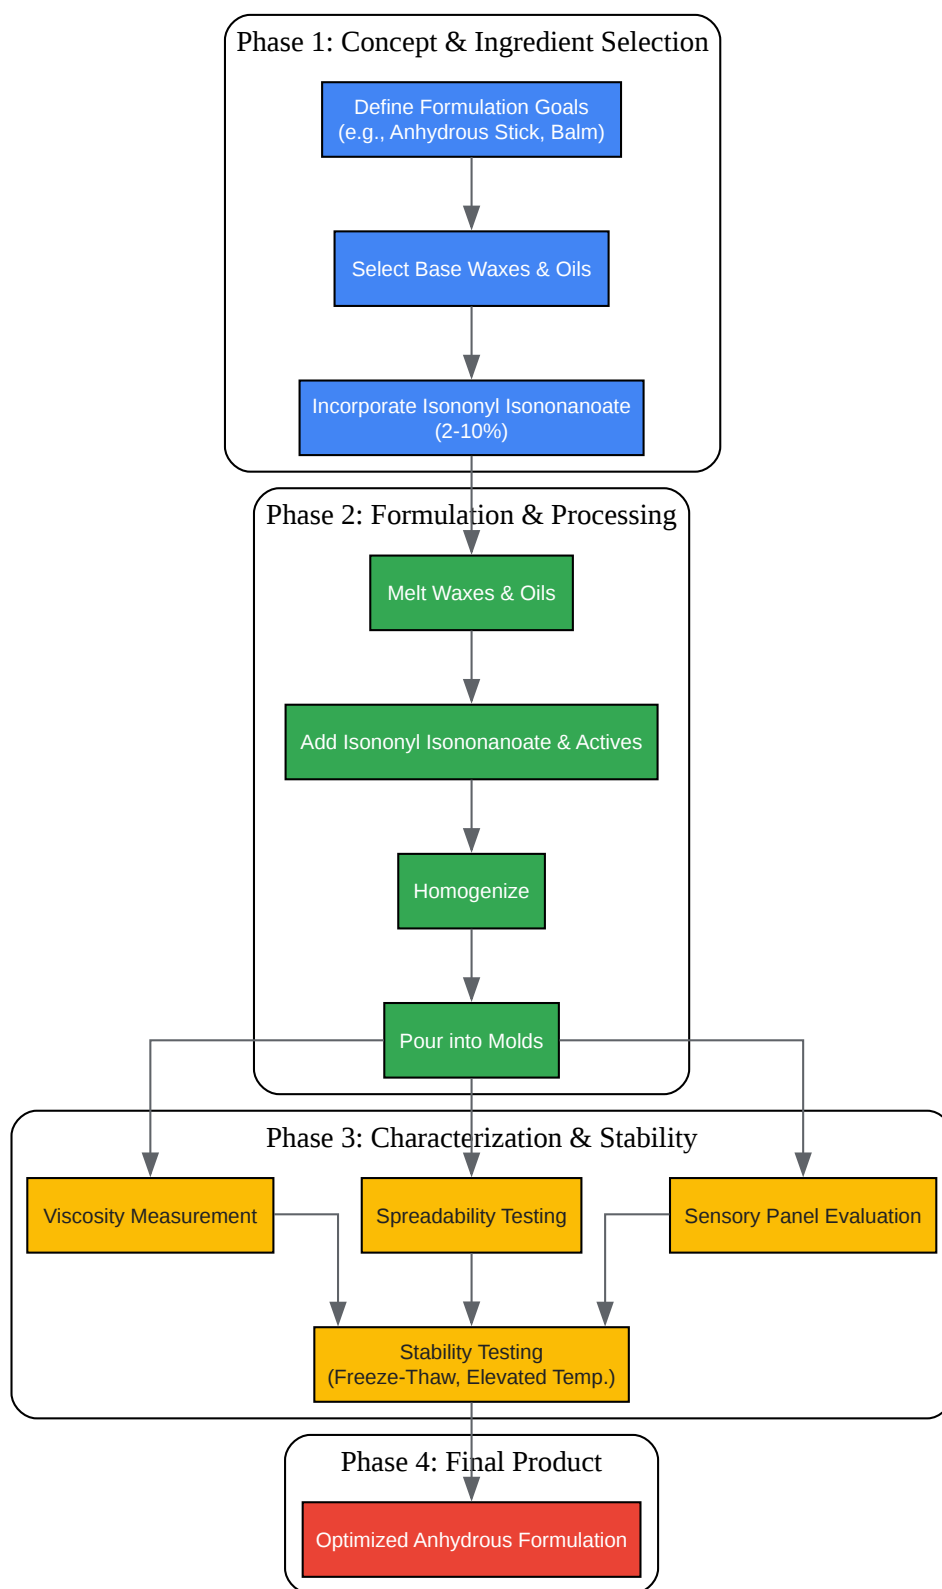 Phase 1: Concept & Ingredient Selection
Define Formulation Goals
(e.g., Anhydrous Stick, Balm)
Select Base Waxes & Oils
Incorporate Isononyl Isononanoate
(2-10%)
Phase 2: Formulation & Processing
Melt Waxes & Oils
Add Isononyl Isononanoate & Actives
Homogenize
Pour into Molds
Phase 3: Characterization & Stability
Viscosity Measurement
Spreadability Testing
Sensory Panel Evaluation
Stability Testing
(Freeze-Thaw, Elevated Temp.)
Phase 4: Final Product
Optimized Anhydrous Formulation